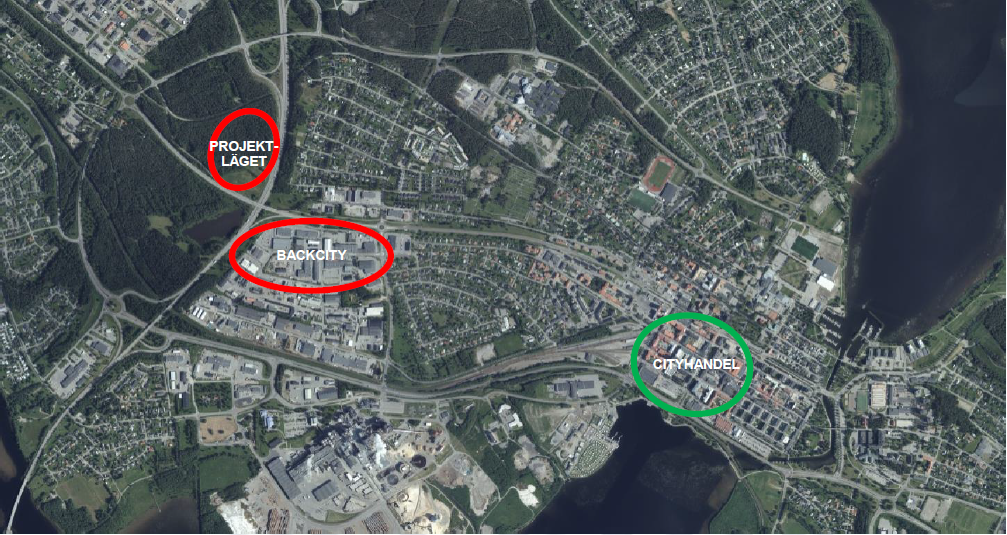 PROJEKT-
LÄGET
BACKCITY
CITYHANDEL